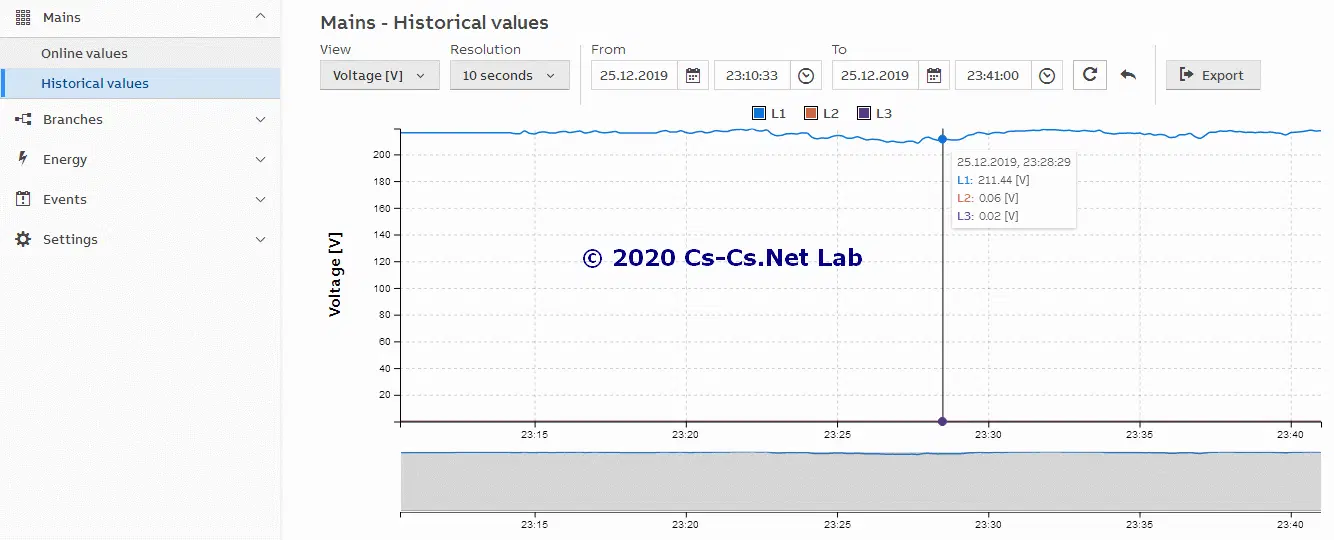 Mains
Online values
Historical values
Branches
Energy
Events
Settings
Mains - Historical values
View Resolution From To
Voltage [V] 10 seconds 25.12.2019 23:10:33 25.12.2019 23:41:00 Export
L1 L2 L3
200
180
160
140
120
100
80
60
40
20
Voltage [V]
25.12.2019, 23:28:29
L1: 211.44 [V]
L2: 0.06 [V]
L3: 0.02 [V]
© 2020 Cs-Cs.Net Lab
23:15 23:20 23:25 23:30 23:35 23:40
23:15 23:20 23:25 23:30 23:35 23:40